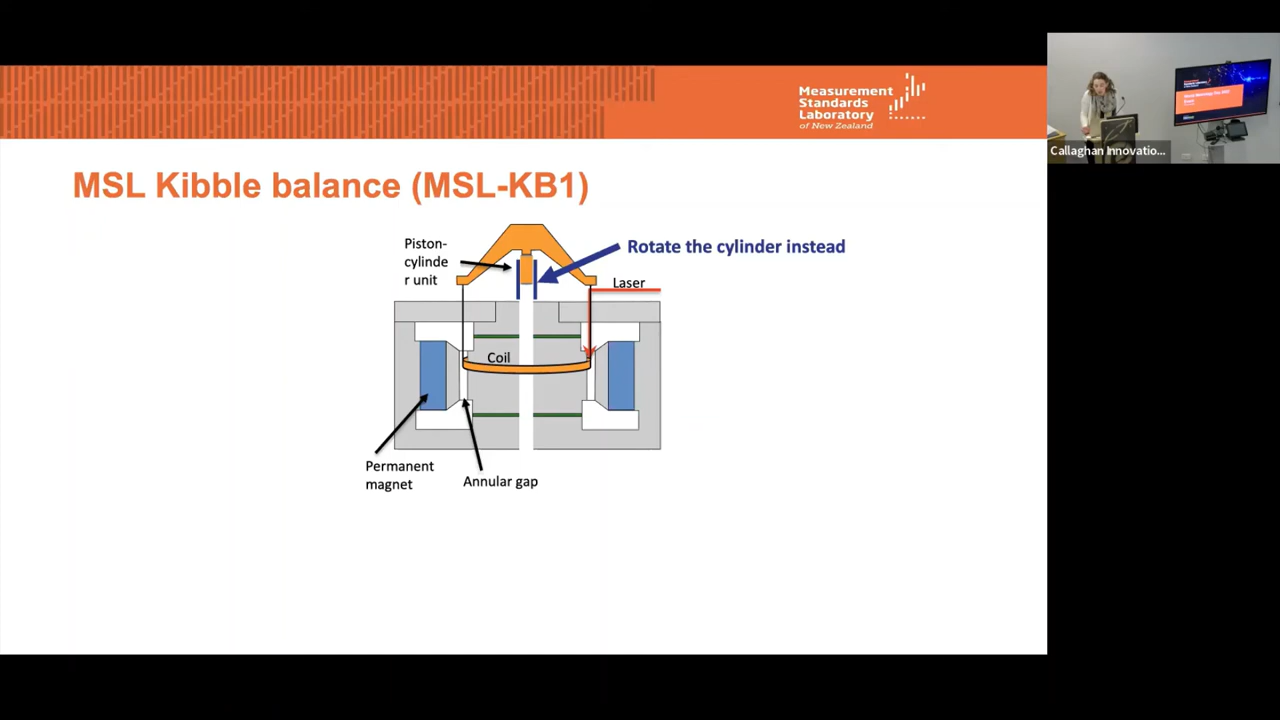 Measurement
Standards
Laboratory
of New Zealand
MSL Kibble balance (MSL-KB1)
Piston-
cylinde
r unit
Rotate the cylinder instead
Laser
Coil
Permanent
magnet
Annular gap
Callaghan Innovatio...